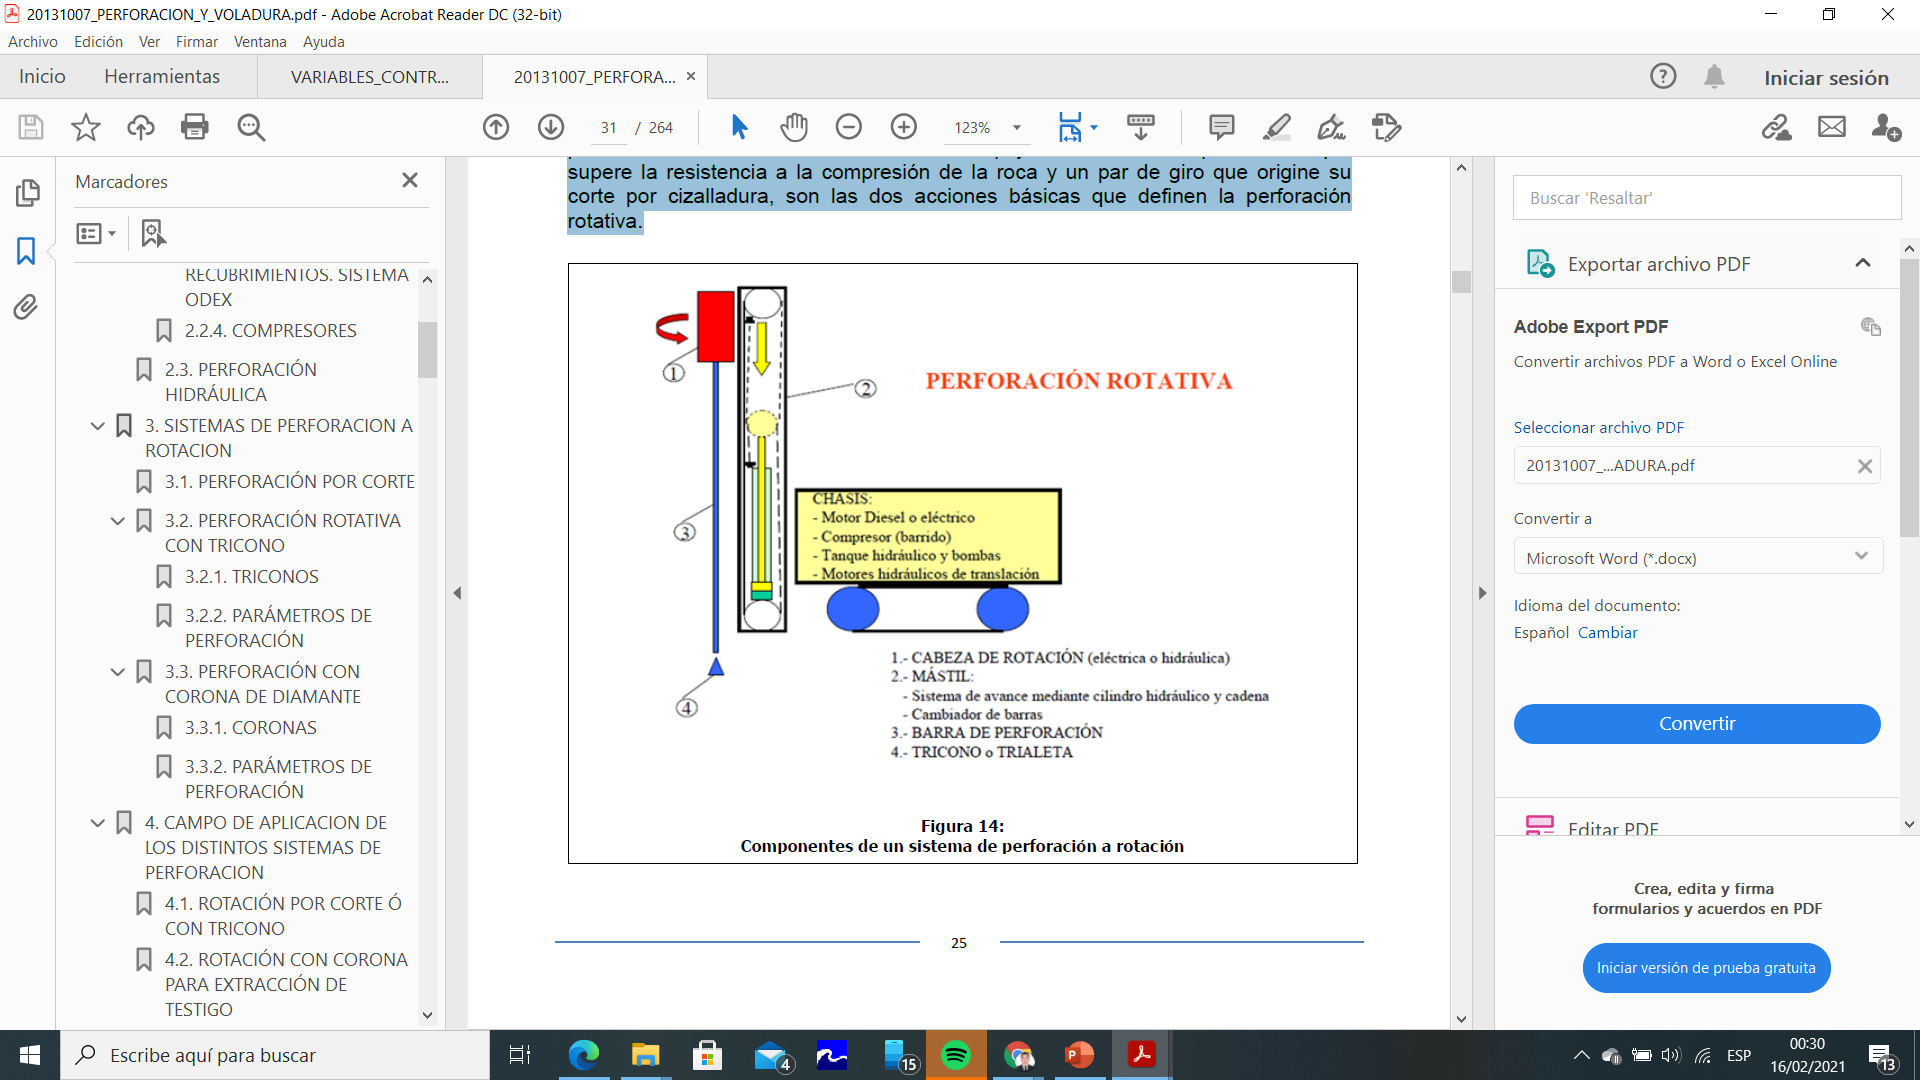 20131007_PERFORACION_Y_VOLADURA.pdf - Adobe Acrobat Reader DC (32-bit)
Archivo Edición Ver Firmar Ventana Ayuda
Inicio Herramientas VARIABLES_CONTR... 20131007_PERFORA... Iniciar sesión
31 / 264 123%
Marcadores
RECUBRIMIENTOS. SISTEMA
ODEX
2.2.4. COMPRESORES
2.3. PERFORACIÓN
HIDRÁULICA
3. SISTEMAS DE PERFORACION A
ROTACION
3.1. PERFORACIÓN POR CORTE
3.2. PERFORACIÓN ROTATIVA
CON TRICONO
3.2.1. TRICONOS
3.2.2. PARÁMETROS DE
PERFORACIÓN
3.3. PERFORACIÓN CON
CORONA DE DIAMANTE
3.3.1. CORONAS
3.3.2. PARÁMETROS DE
PERFORACIÓN
4. CAMPO DE APLICACION DE
LOS DISTINTOS SISTEMAS DE
PERFORACION
4.1. ROTACIÓN POR CORTE Ó
CON TRICONO
4.2. ROTACIÓN CON CORONA
PARA EXTRACCIÓN DE
TESTIGO
supere la resistencia a la compresión de la roca y un par de giro que origine su
corte por cizalladura, son las dos acciones básicas que definen la perforación
rotativa.
1
2
PERFORACIÓN ROTATIVA
3
CHASIS:
- Motor Diesel o eléctrico
- Compresor (barrido)
- Tanque hidráulico y bombas
- Motores hidráulicos de translación
4
1.- CABEZA DE ROTACIÓN (eléctrica o hidráulica)
2.- MÁSTIL:
- Sistema de avance mediante cilindro hidráulico y cadena
- Cambiador de barras
3.- BARRA DE PERFORACIÓN
4.- TRICONO o TRIALETA
Figura 14:
Componentes de un sistema de perforación a rotación
25
Buscar 'Resaltar'
Exportar archivo PDF
Adobe Export PDF
Convertir archivos PDF a Word o Excel Online
Seleccionar archivo PDF
20131007_...ADURA.pdf
Convertir a
Microsoft Word (*.docx)
Idioma del documento:
Español Cambiar
Convertir
Editar PDF
Crea, edita y firma
formularios y acuerdos en PDF
Iniciar versión de prueba gratuita
Escribe aquí para buscar
4
15
ESP
00:30
16/02/2021
13